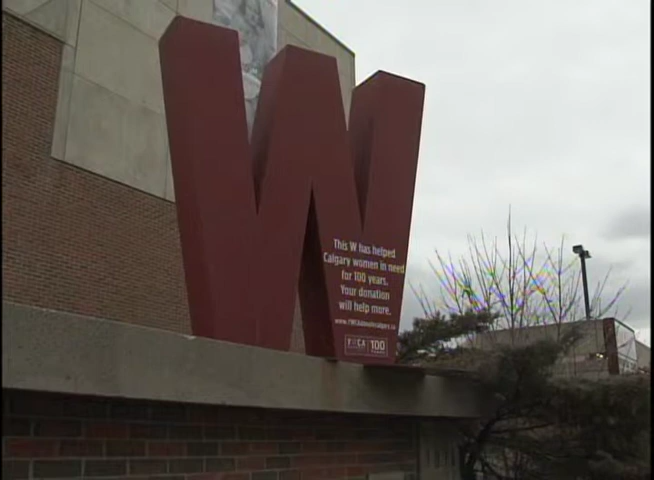 W
This W has helped
Calgary women in need
for 100 years.
Your donation
will help more.
100